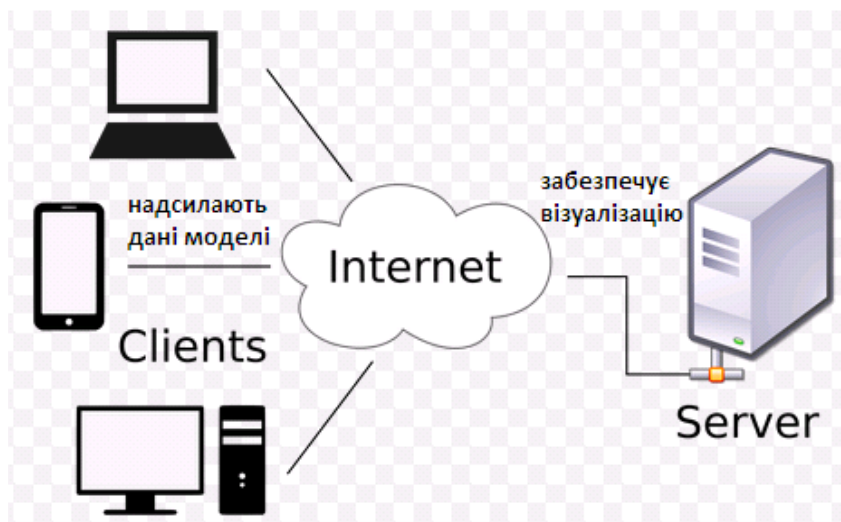 надсилають
дані моделі
Clients
Internet
забезпечує
візуалізацію
Server